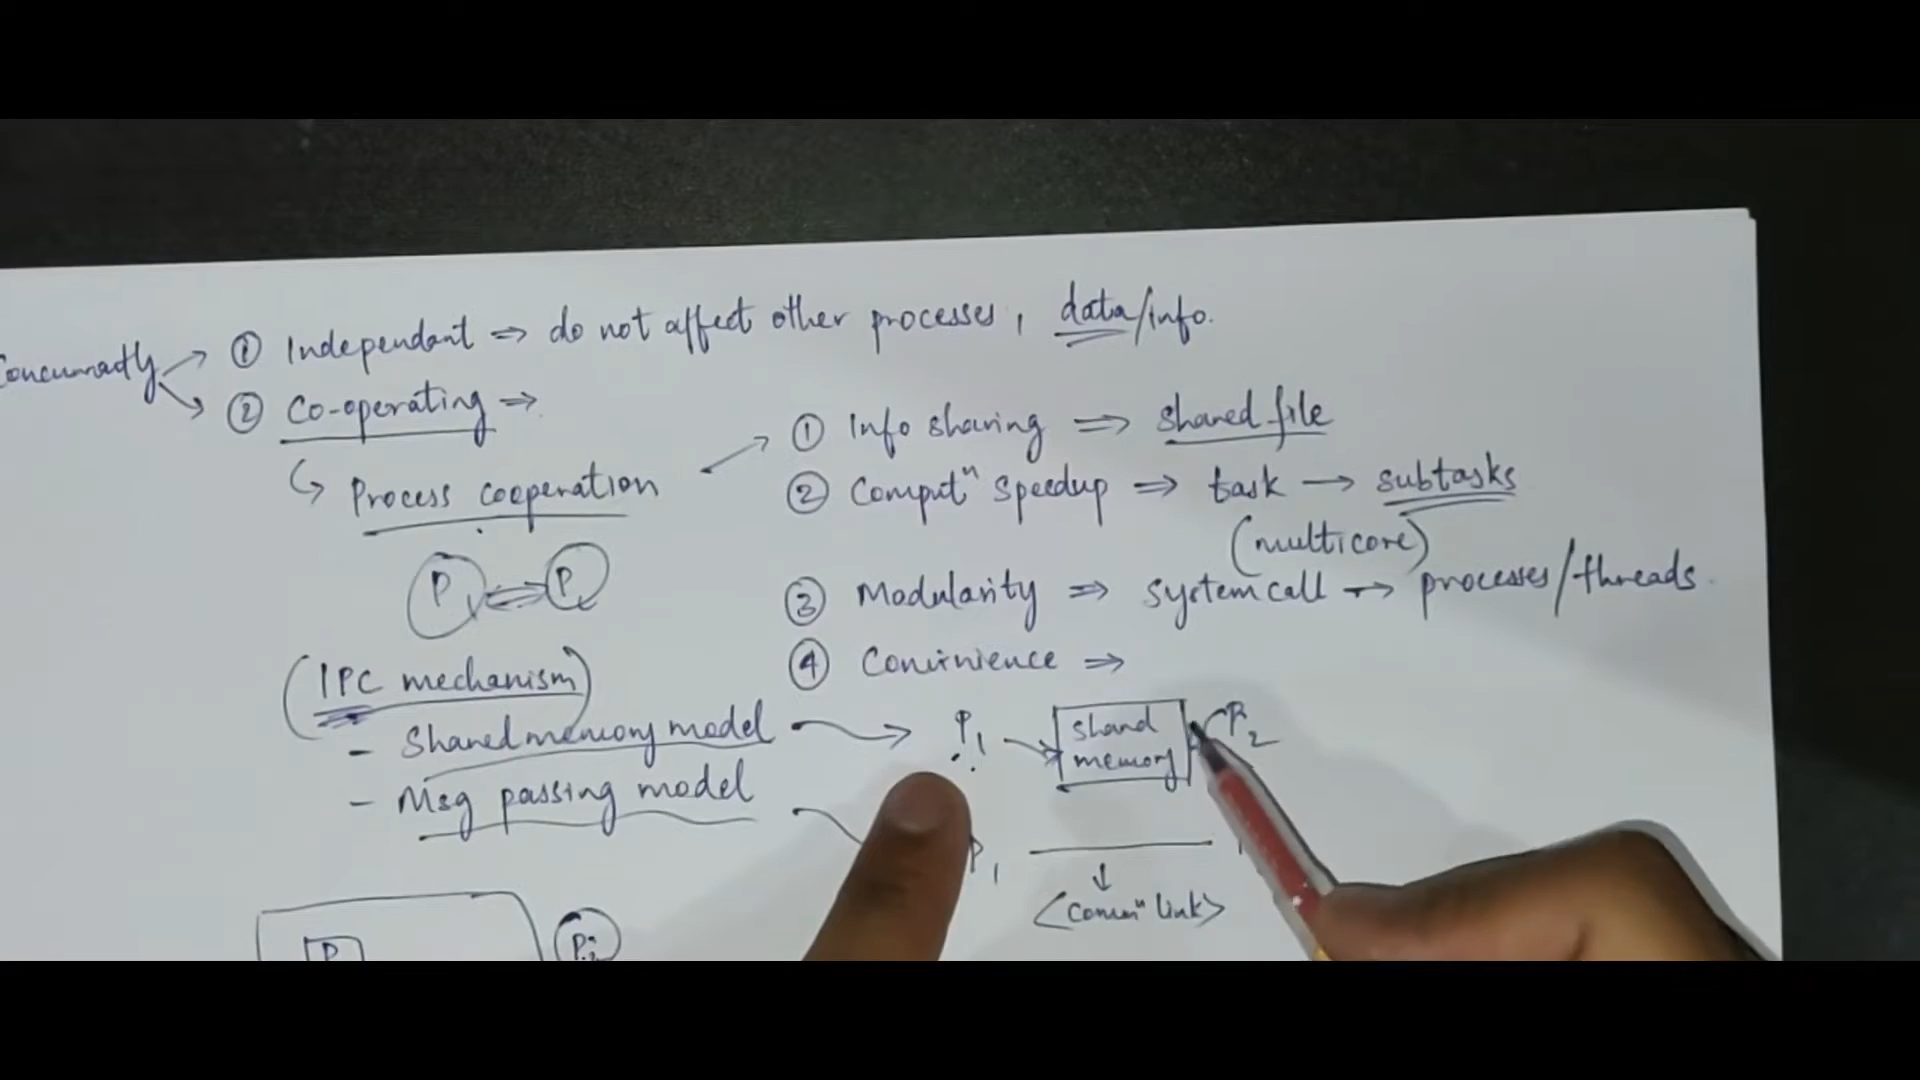 Concurrently
① Independant ⇒ do not affect other processes, data/info.
② Co-operating ⇒
↳ Process cooperation
① Info sharing ⇒ shared file
② Computⁿ speedup ⇒ task → subtasks
(multicore)
③ Modularity ⇒ system call → processes/threads
④ Convinience ⇒
P₁ P₂
(IPC mechanism)
- Shared memory model
P₁ shared memory P₂
- Msg passing model
P₁
<commⁿ link>
P